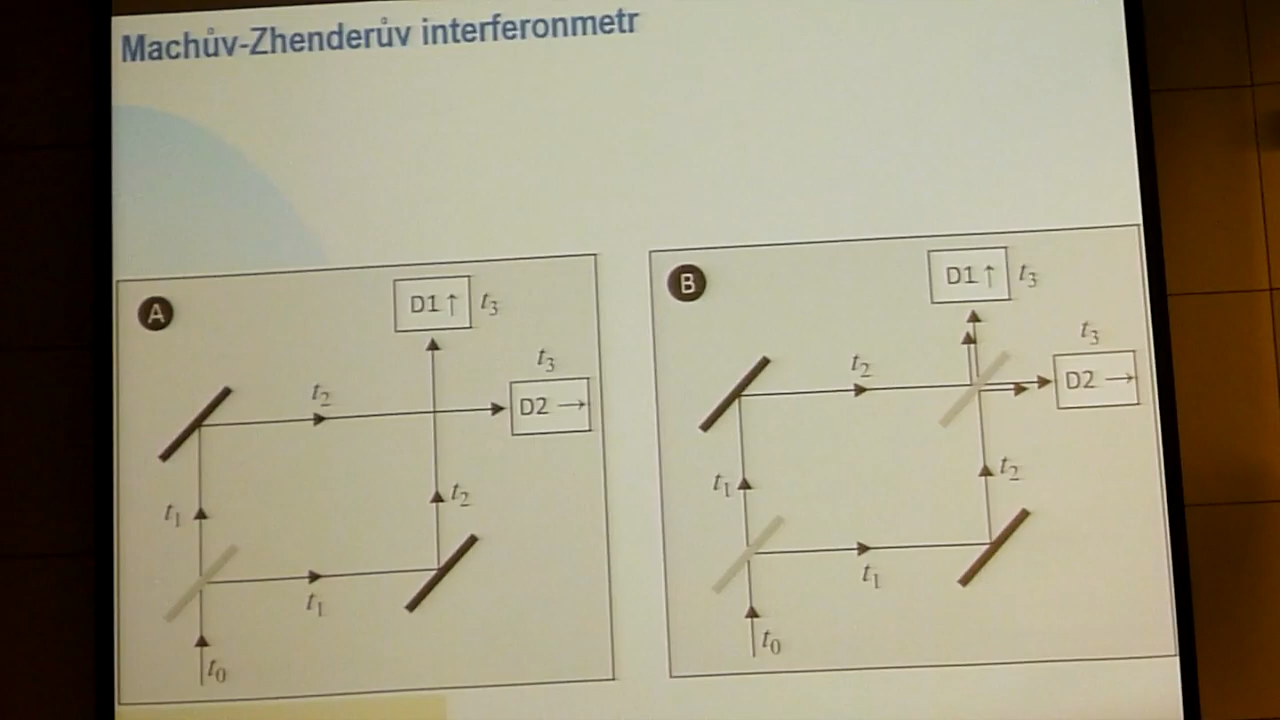 Machův-Zhenderův interferonmetr
A
D1 ↑ t3
t3
t2
D2 →
t2
t1
t1
t0
B
D1 ↑ t3
t3
t2
D2 →
t2
t1
t1
t0